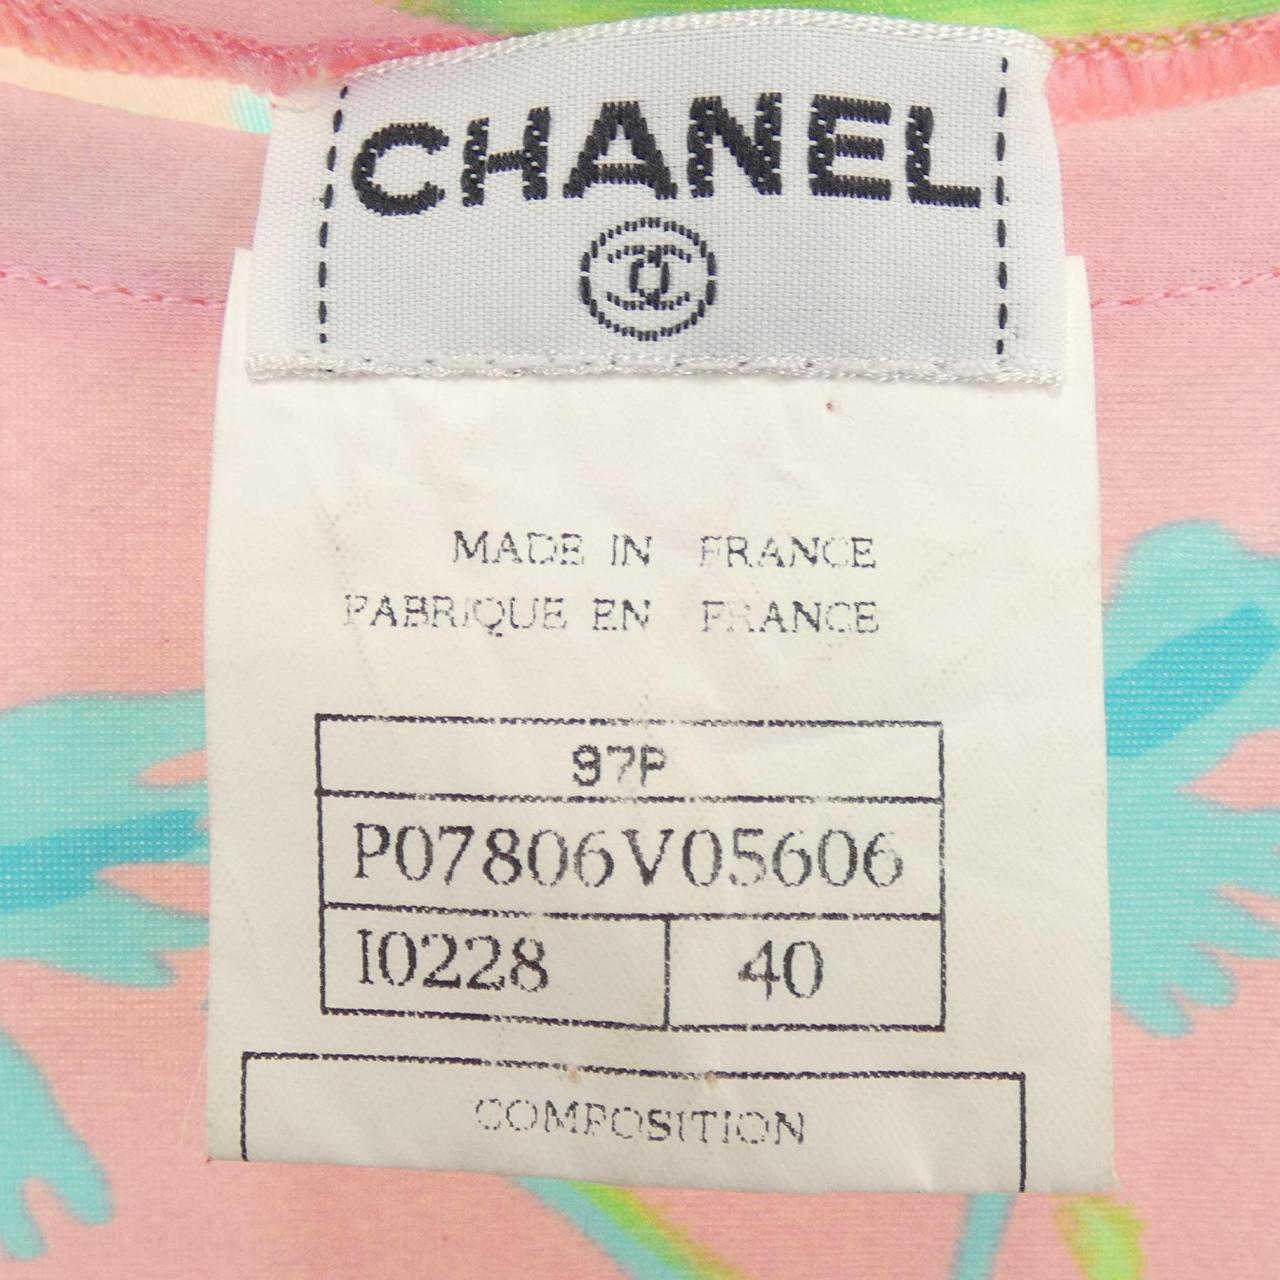 CHANEL
MADE IN FRANCE
FABRIQUE EN FRANCE
97P
P07806V05606
I0228 40
COMPOSITION